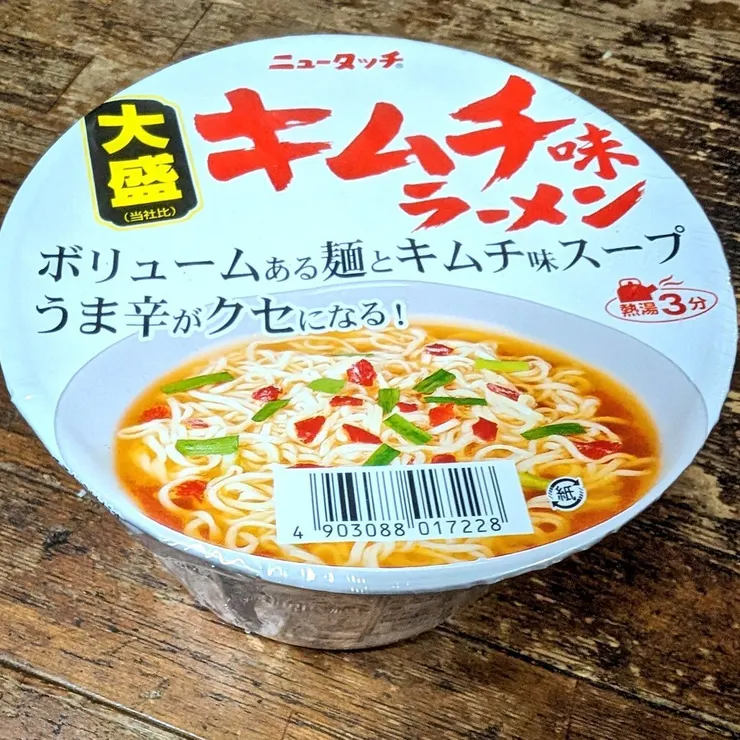 ニュータッチ®
大盛
(当社比)
キムチ味
ラーメン
ボリュームある麺とキムチ味スープ
うま辛がクセになる!
熱湯3分
紙
4 903088 017228